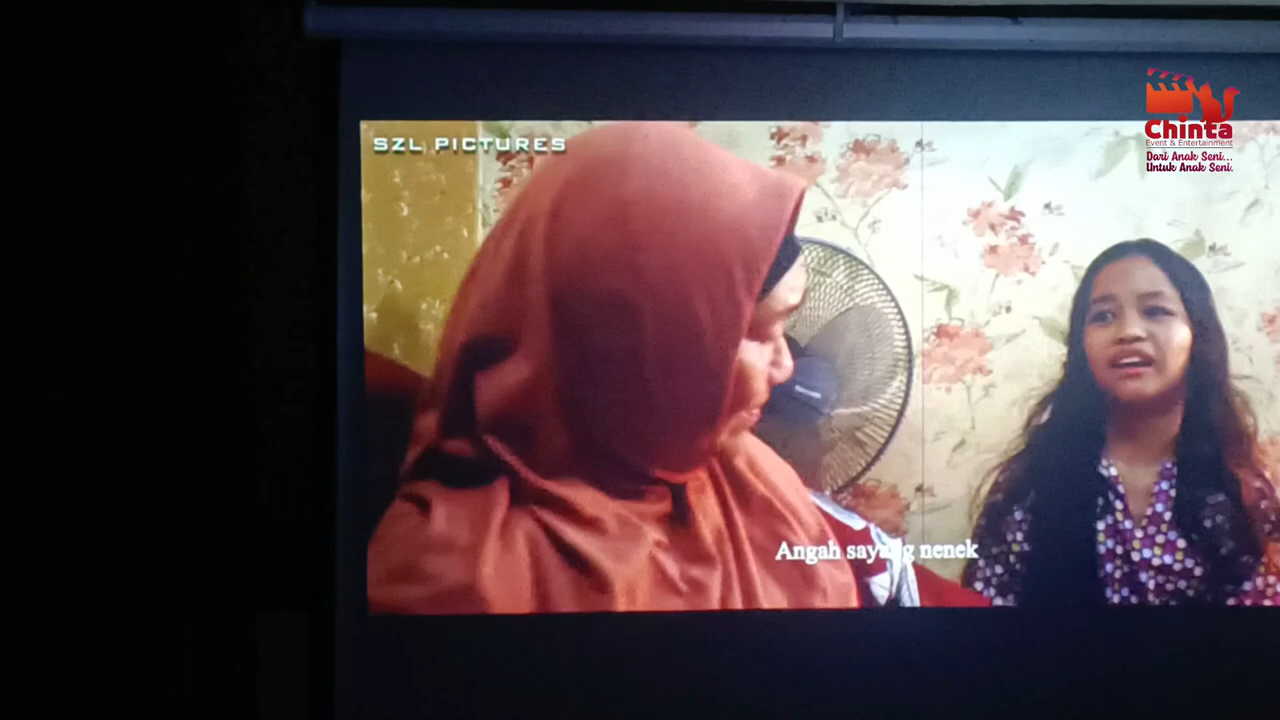 SZL PICTURES
Chinta
Event & Entertainment
Dari Anak Seni...
Untuk Anak Seni.
Angah sayang nenek